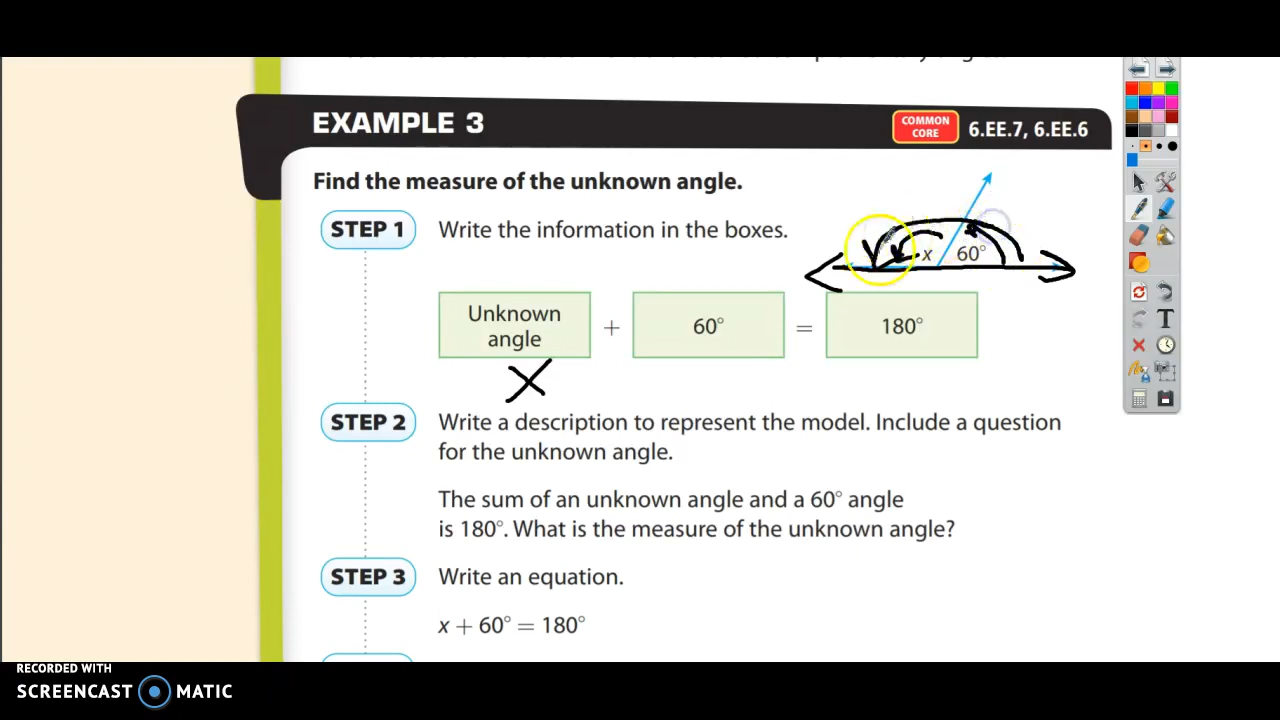 EXAMPLE 3
COMMON
CORE
6.EE.7, 6.EE.6
Find the measure of the unknown angle.
STEP 1
Write the information in the boxes.
x 60°
Unknown
angle
+ 60° = 180°
X
STEP 2
Write a description to represent the model. Include a question
for the unknown angle.
The sum of an unknown angle and a 60° angle
is 180°. What is the measure of the unknown angle?
STEP 3
Write an equation.
x + 60° = 180°
T
RECORDED WITH
SCREENCAST MATIC